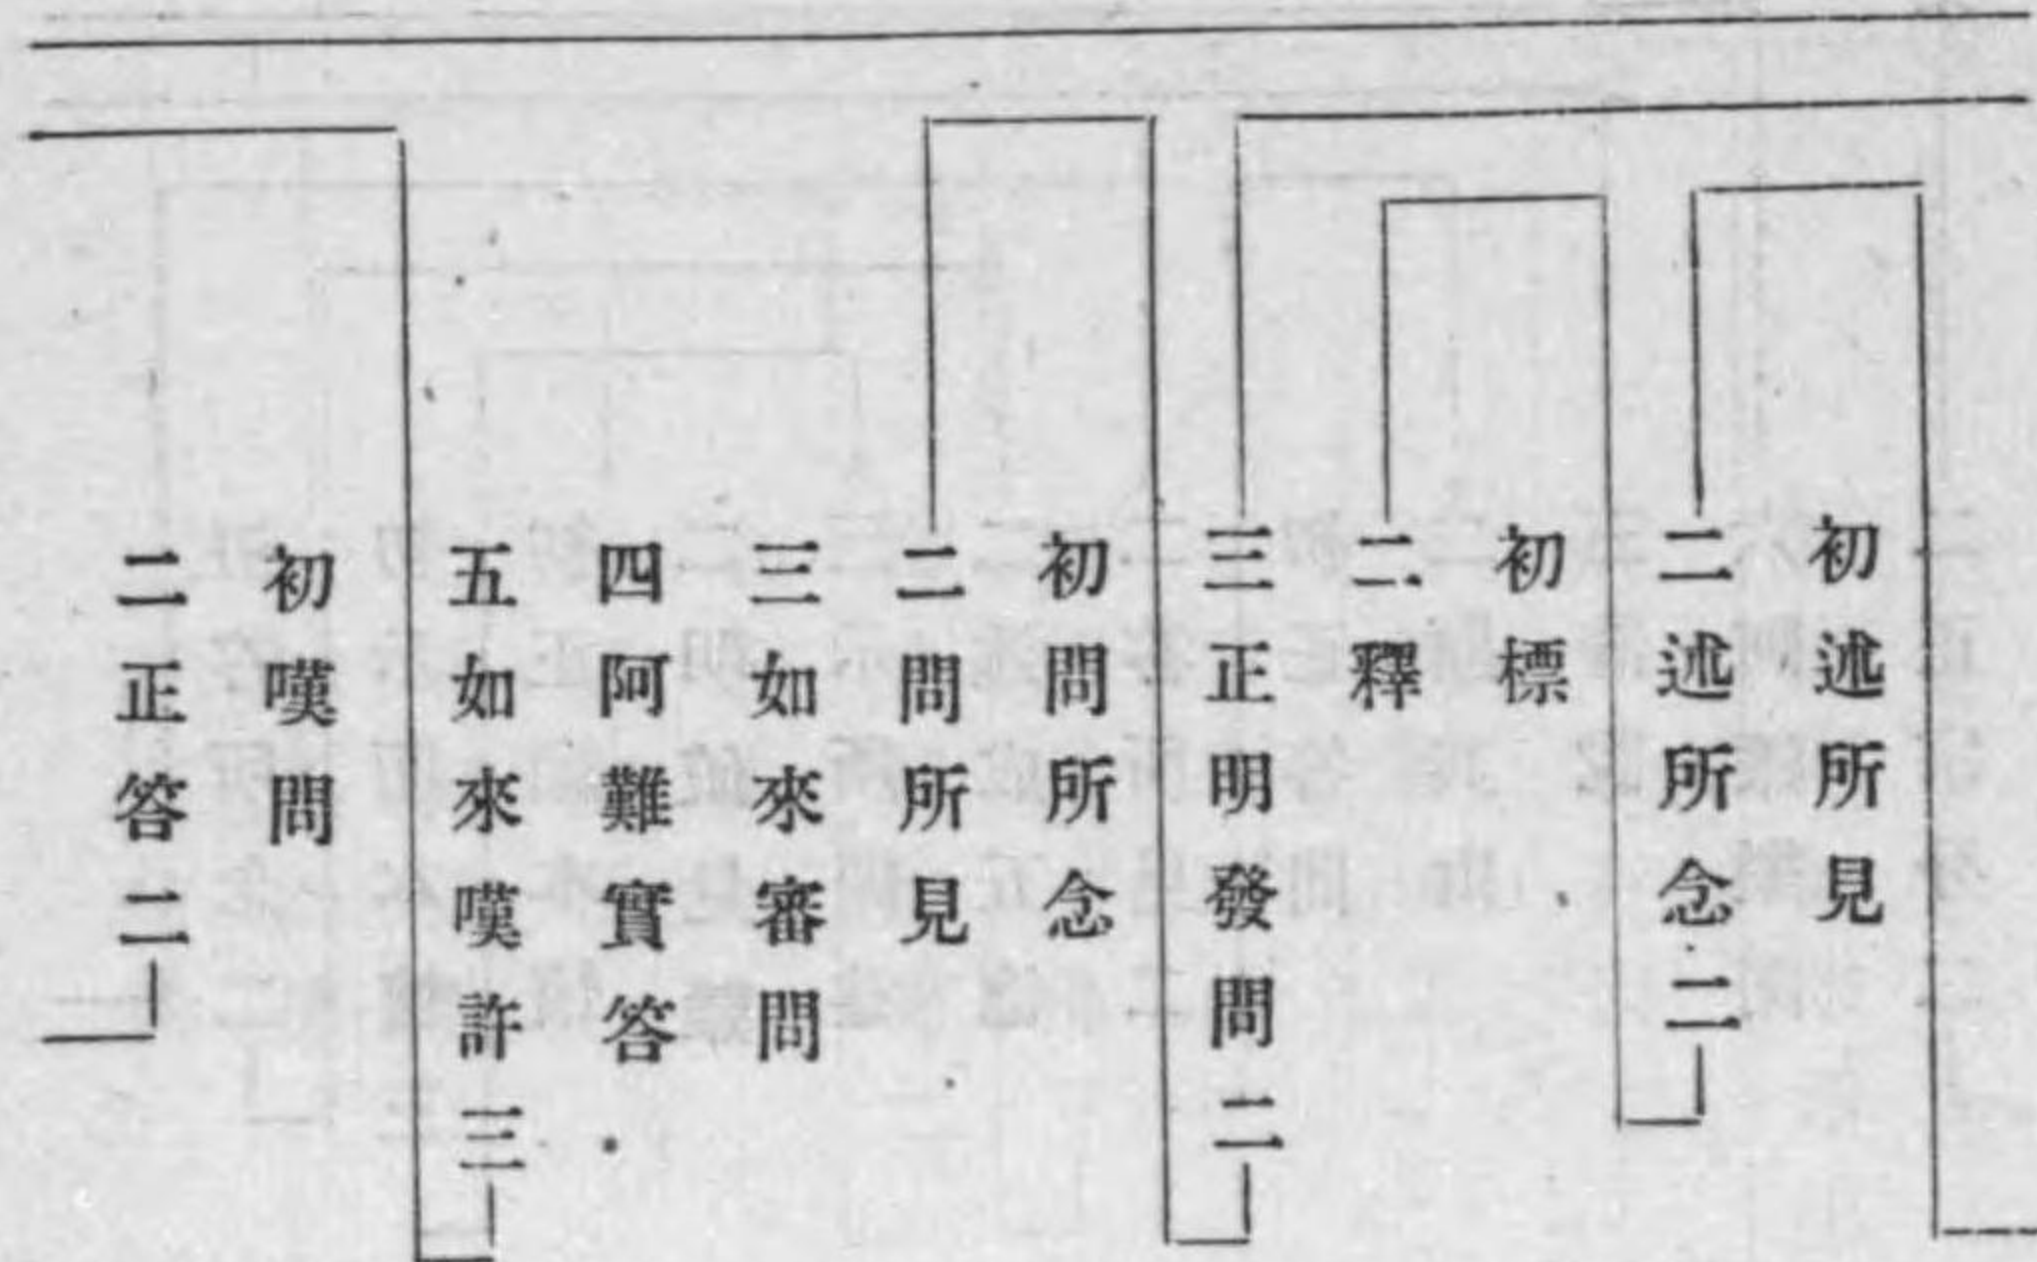 初述所見
二述所念二
初標
二釋
三正明發問二
初問所念
二問所見
三如來審問
四阿難實答
五如來嘆許三
初嘆問
二正答二